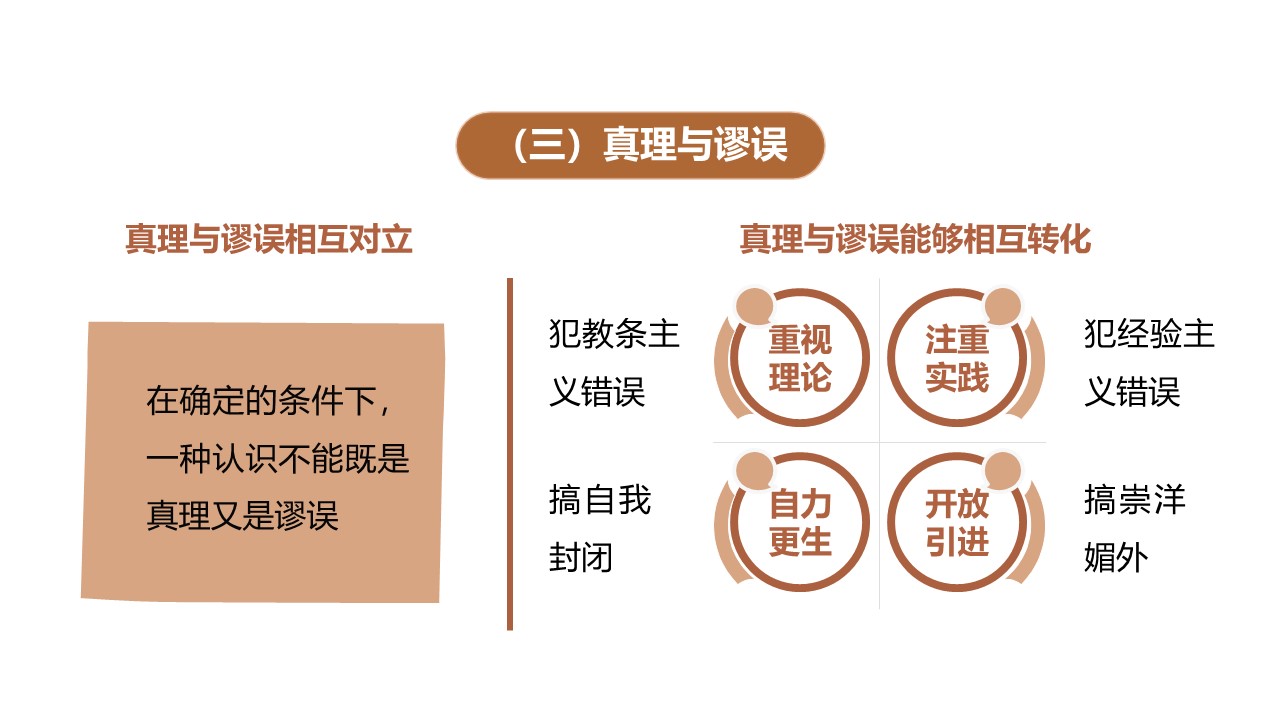 （三）真理与谬误
真理与谬误相互对立
在确定的条件下，
一种认识不能既是
真理又是谬误
真理与谬误能够相互转化
犯教条主
义错误
重视
理论
注重
实践
犯经验主
义错误
搞自我
封闭
自力
更生
开放
引进
搞崇洋
媚外